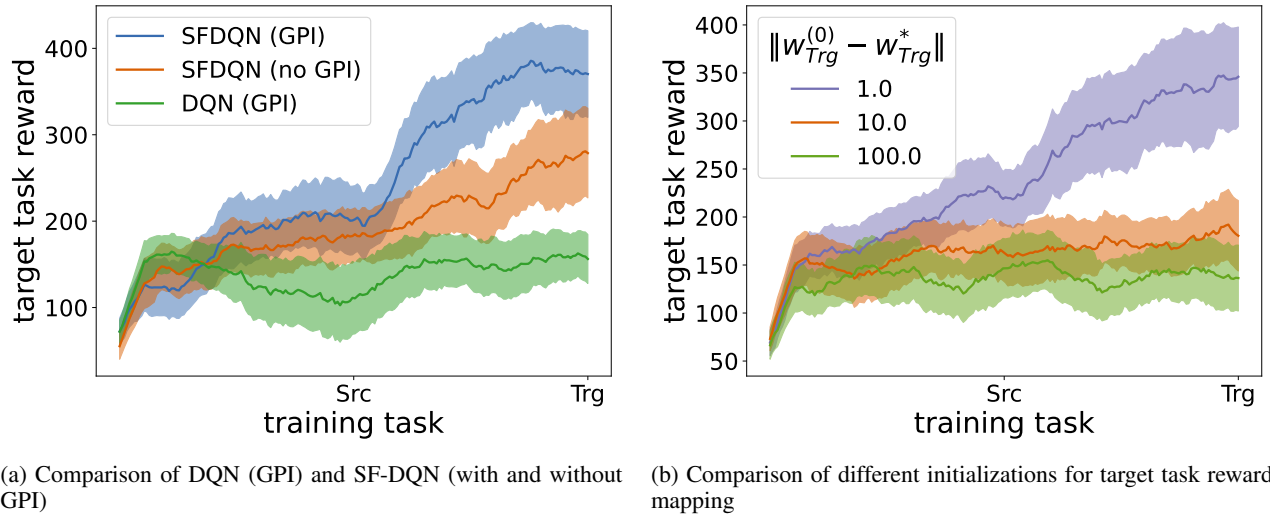 SFDQN (GPI)
SFDQN (no GPI)
DQN (GPI)
400
300
200
100
target task reward
Src
Trg
training task
(a) Comparison of DQN (GPI) and SF-DQN (with and without
GPI)
‖w_{Trg}^{(0)} − w_{Trg}^{*}‖
1.0
10.0
100.0
400
350
300
250
200
150
100
50
target task reward
Src
Trg
training task
(b) Comparison of different initializations for target task reward
mapping